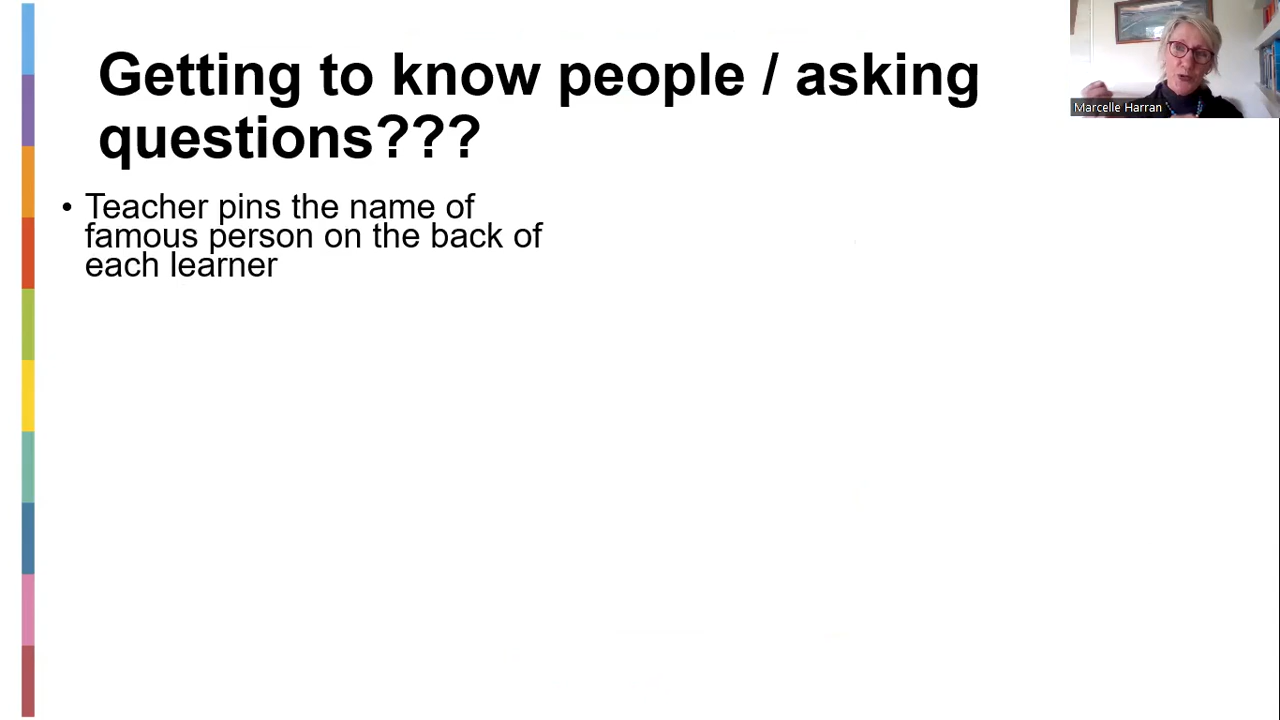 Getting to know people / asking
questions???
Marcelle Harran
• Teacher pins the name of
famous person on the back of
each learner